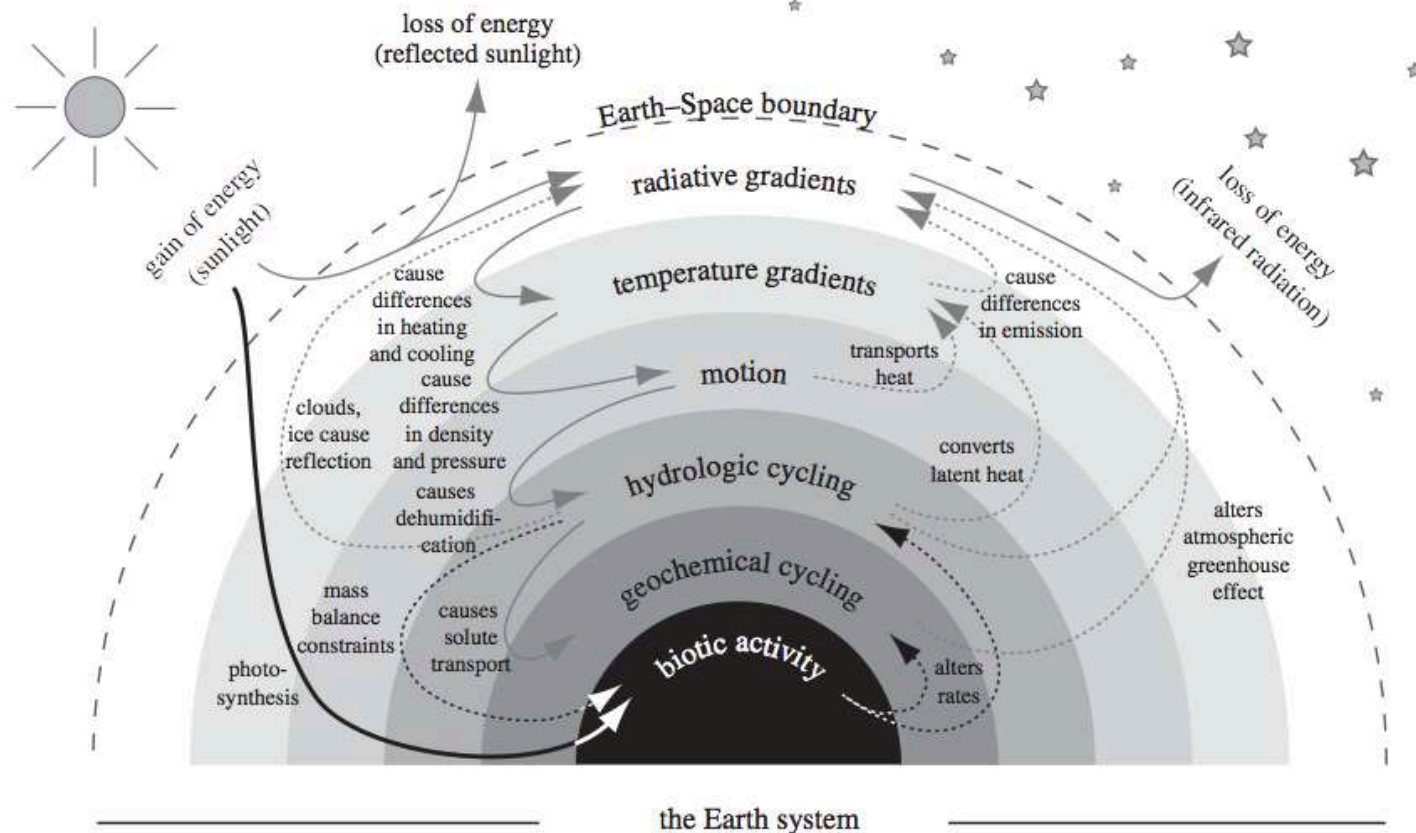 loss of energy
(reflected sunlight)
Earth–Space boundary
gain of energy
(sunlight)
radiative gradients
loss of energy
(infrared radiation)
temperature gradients
cause
differences
in heating
and cooling
cause
differences
in emission
motion
transports
heat
cause
differences
in density
and pressure
clouds,
ice cause
reflection
hydrologic cycling
converts
latent heat
causes
dehumidifi-
cation
alters
atmospheric
greenhouse
effect
geochemical cycling
mass
balance
constraints
causes
solute
transport
biotic activity
alters
rates
photo-
synthesis
the Earth system